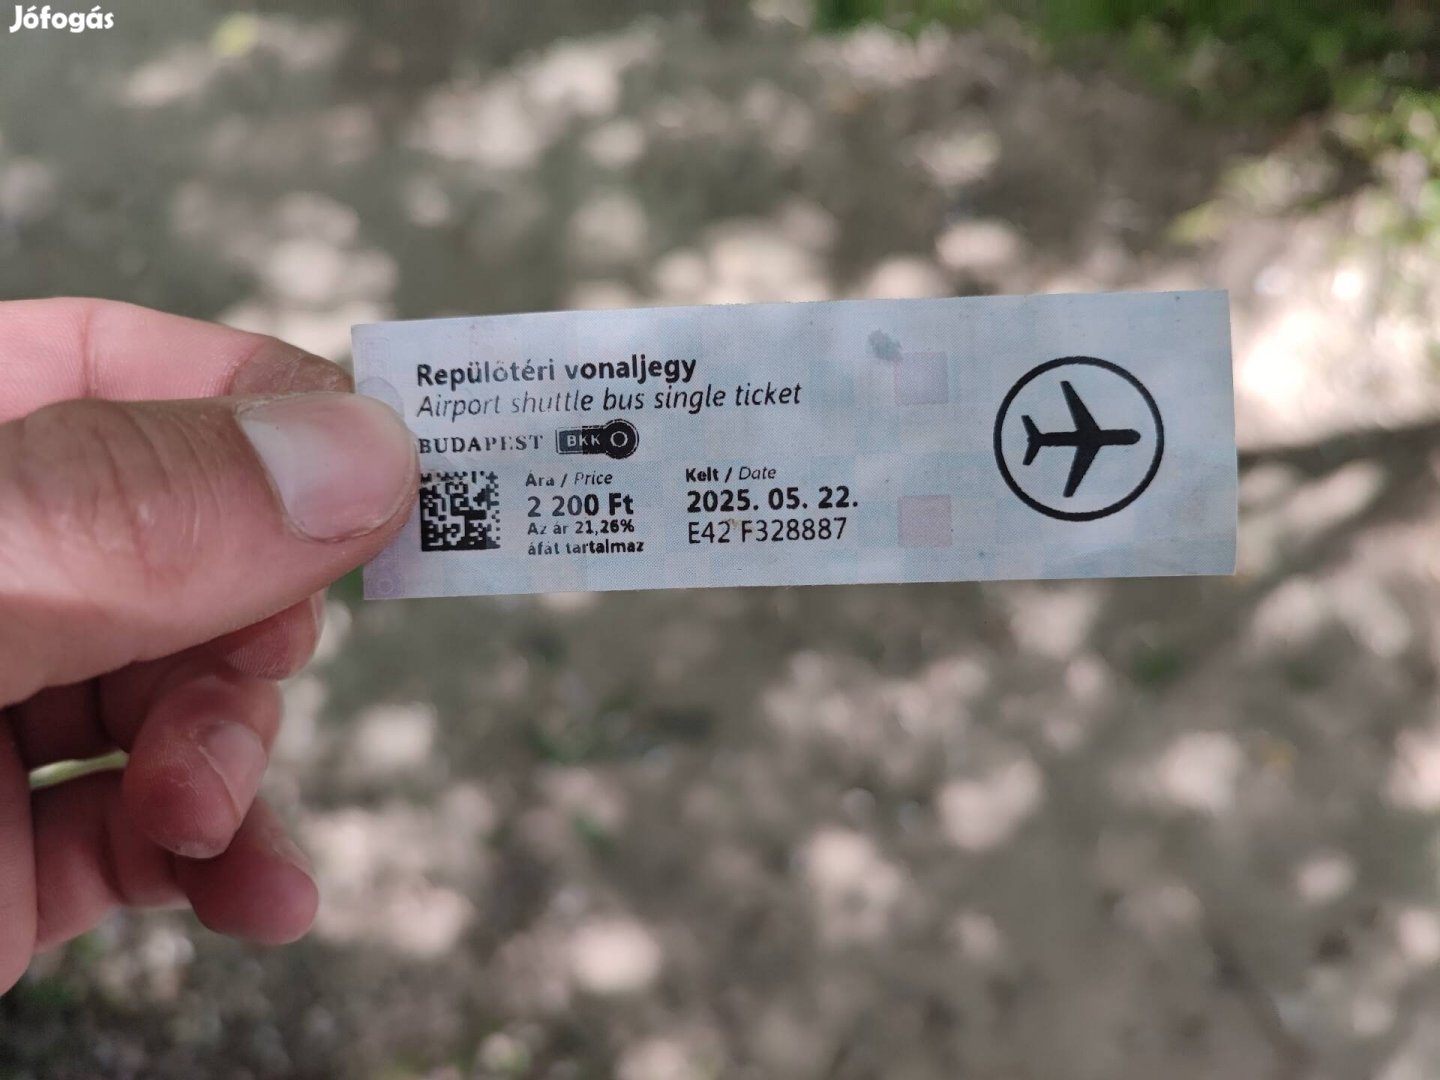 Jófogás
Repülőtéri vonaljegy
Airport shuttle bus single ticket
BUDAPEST BKK
Ára / Price
2 200 Ft
Az ár 21,26%
áfát tartalmaz
Kelt / Date
2025. 05. 22.
E42 F328887